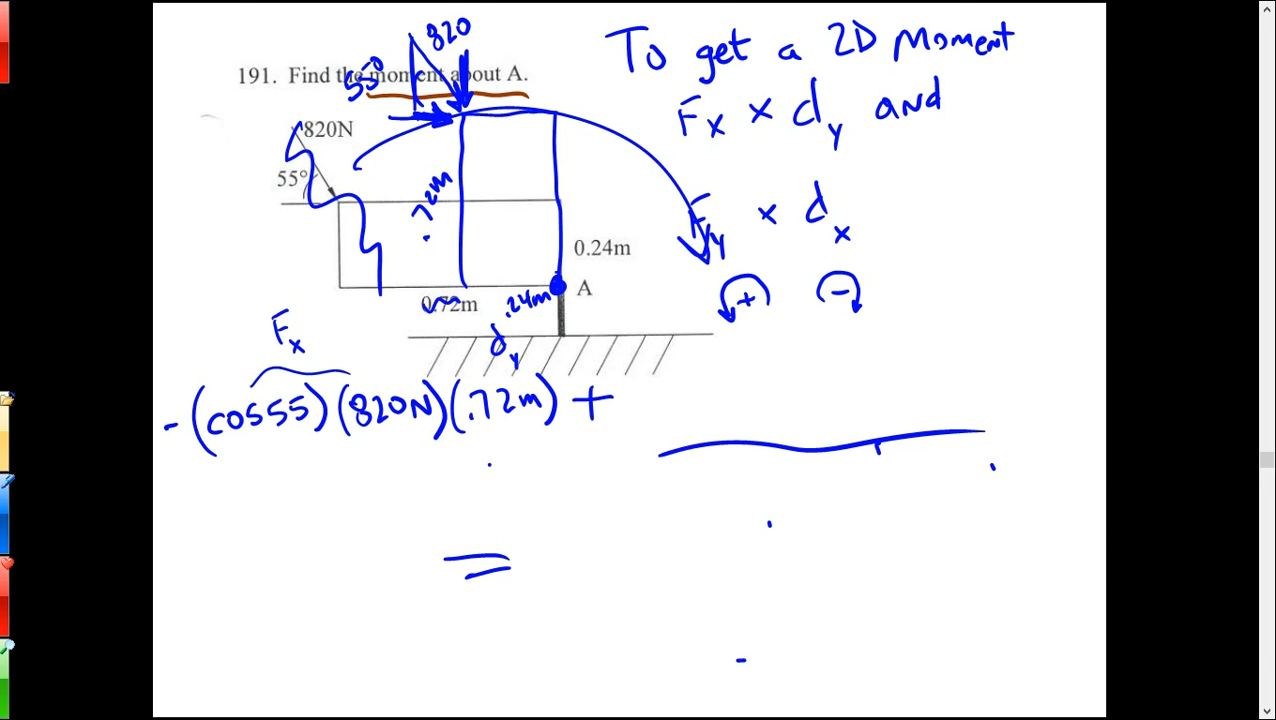 820
To get a 2D Moment
191. Find the moment about A.
55°
Fx x dy and
820N
55°
.72m
Fy x dx
0.24m
+ -
A
.24m
0.72m
Fx
dy
- (cos55)(820N)(.72m) +
=